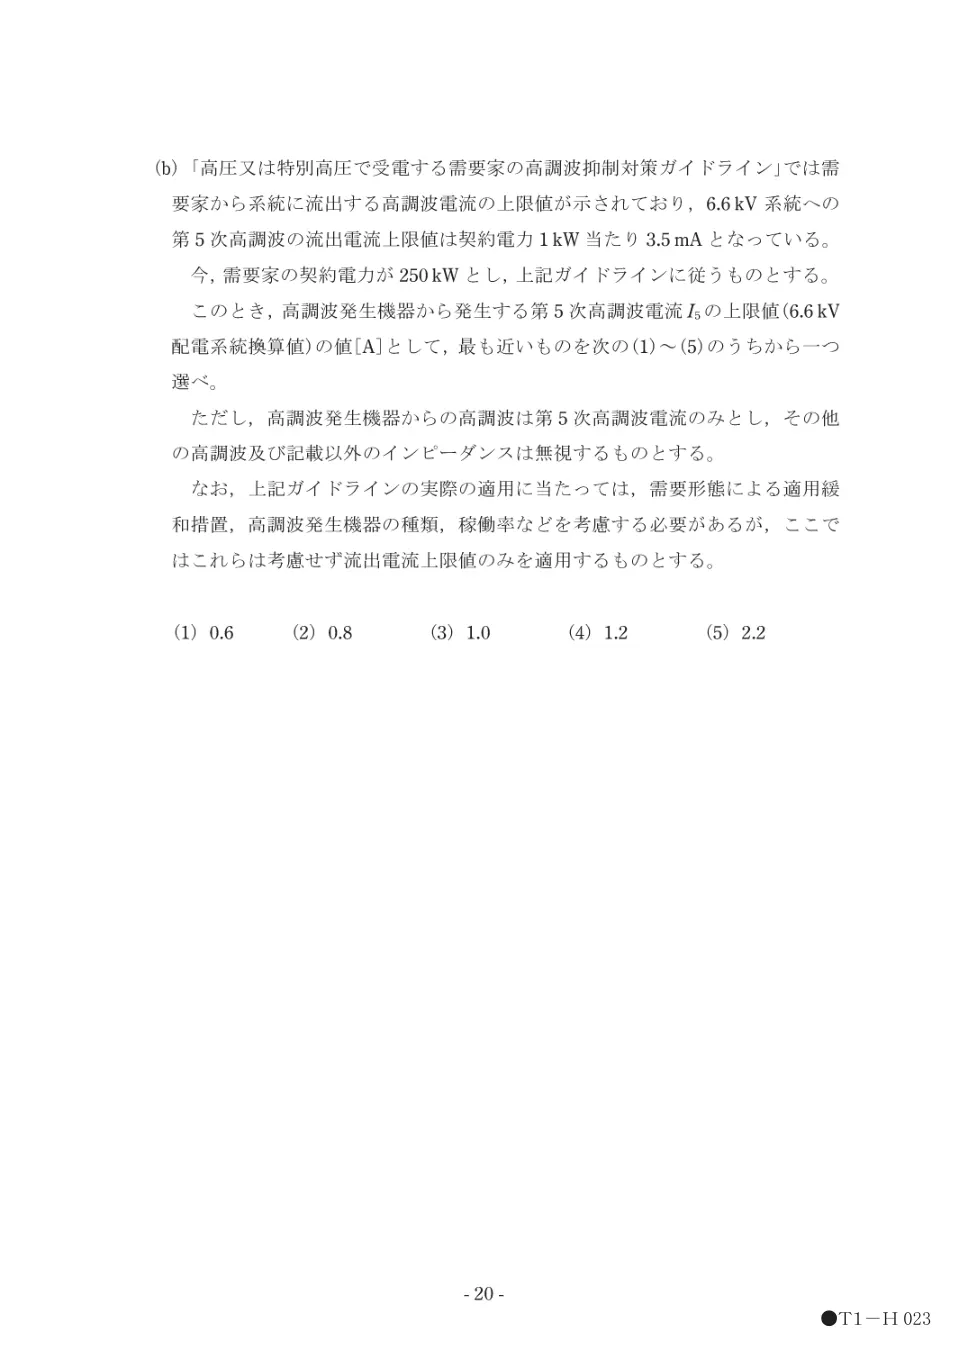 (b) 「高圧又は特別高圧で受電する需要家の高調波抑制対策ガイドライン」では需
要家から系統に流出する高調波電流の上限値が示されており，6.6 kV 系統への
第 5 次高調波の流出電流上限値は契約電力 1 kW 当たり 3.5 mA となっている。
今，需要家の契約電力が 250 kW とし，上記ガイドラインに従うものとする。
このとき，高調波発生機器から発生する第 5 次高調波電流 I₅ の上限値（6.6 kV
配電系統換算値）の値[A]として，最も近いものを次の(1)～(5)のうちから一つ
選べ。
ただし，高調波発生機器からの高調波は第 5 次高調波電流のみとし，その他
の高調波及び記載以外のインピーダンスは無視するものとする。
なお，上記ガイドラインの実際の適用に当たっては，需要形態による適用緩
和措置，高調波発生機器の種類，稼働率などを考慮する必要があるが，ここで
はこれらは考慮せず流出電流上限値のみを適用するものとする。
(1) 0.6 (2) 0.8 (3) 1.0 (4) 1.2 (5) 2.2
- 20 -
●T1－H 023